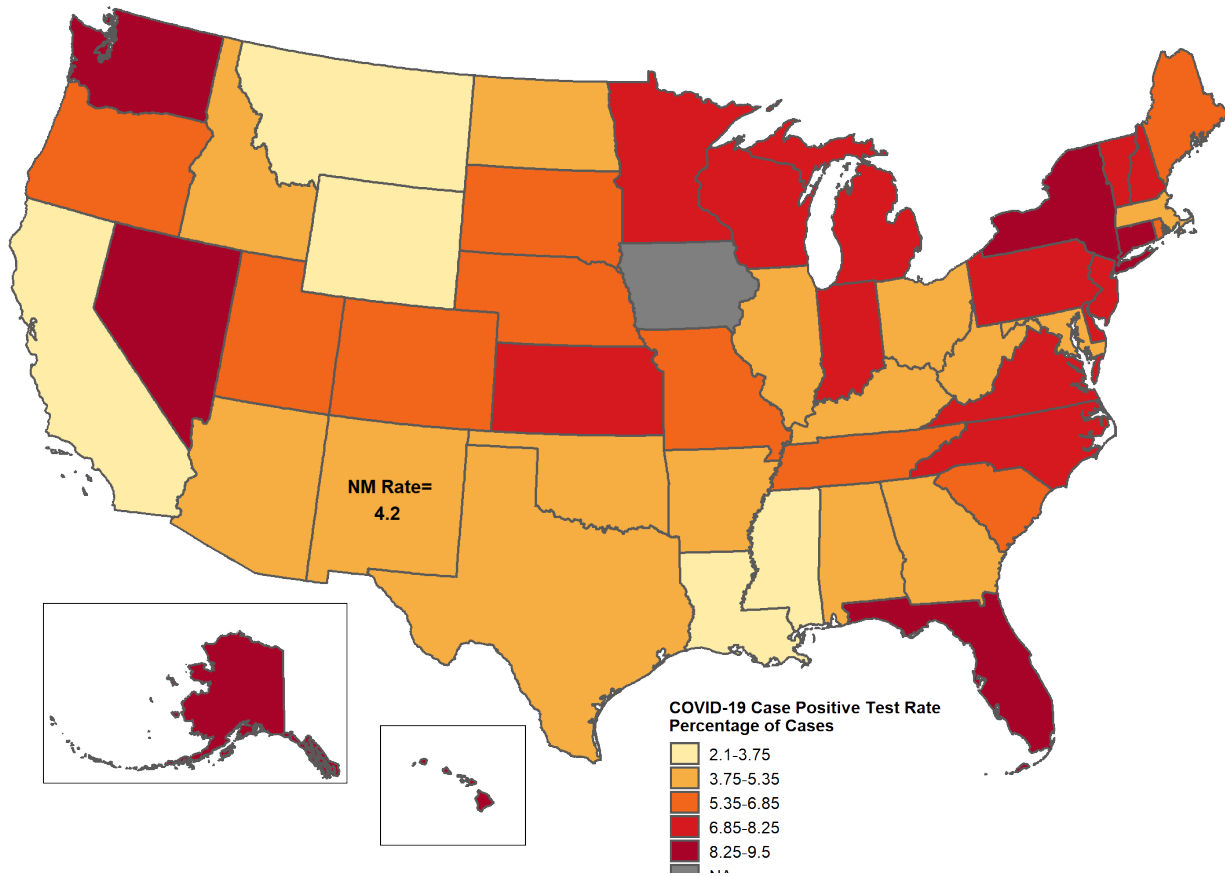 NM Rate=
4.2
COVID-19 Case Positive Test Rate
Percentage of Cases
2.1-3.75
3.75-5.35
5.35-6.85
6.85-8.25
8.25-9.5
NA